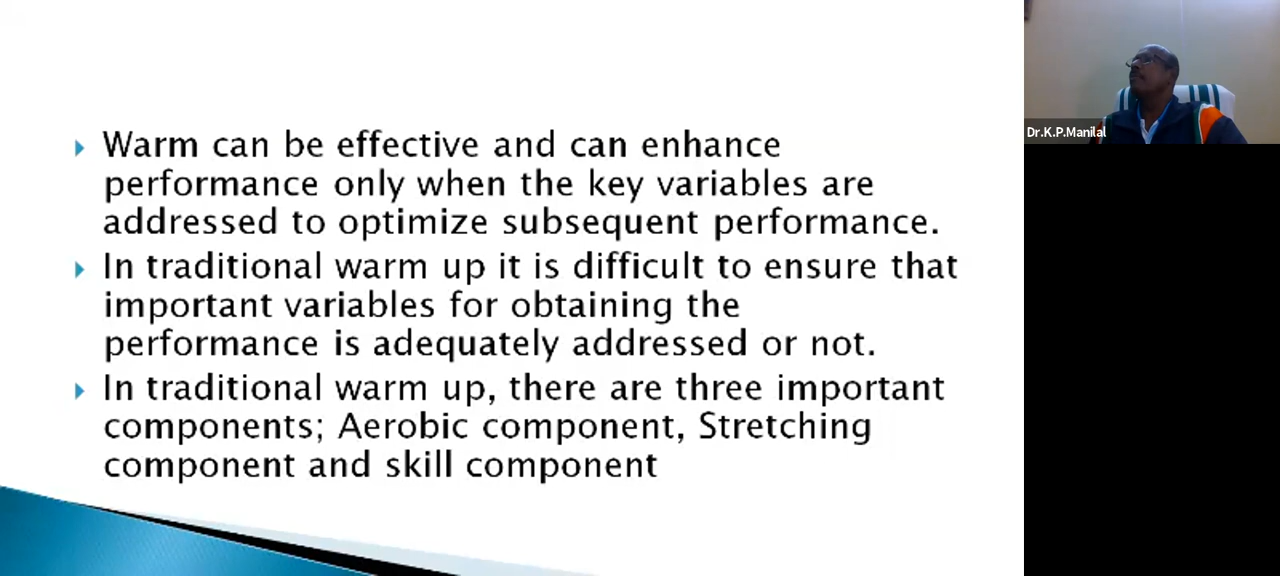 Warm can be effective and can enhance
performance only when the key variables are
addressed to optimize subsequent performance.
In traditional warm up it is difficult to ensure that
important variables for obtaining the
performance is adequately addressed or not.
In traditional warm up, there are three important
components; Aerobic component, Stretching
component and skill component
Dr.K.P.Manilal